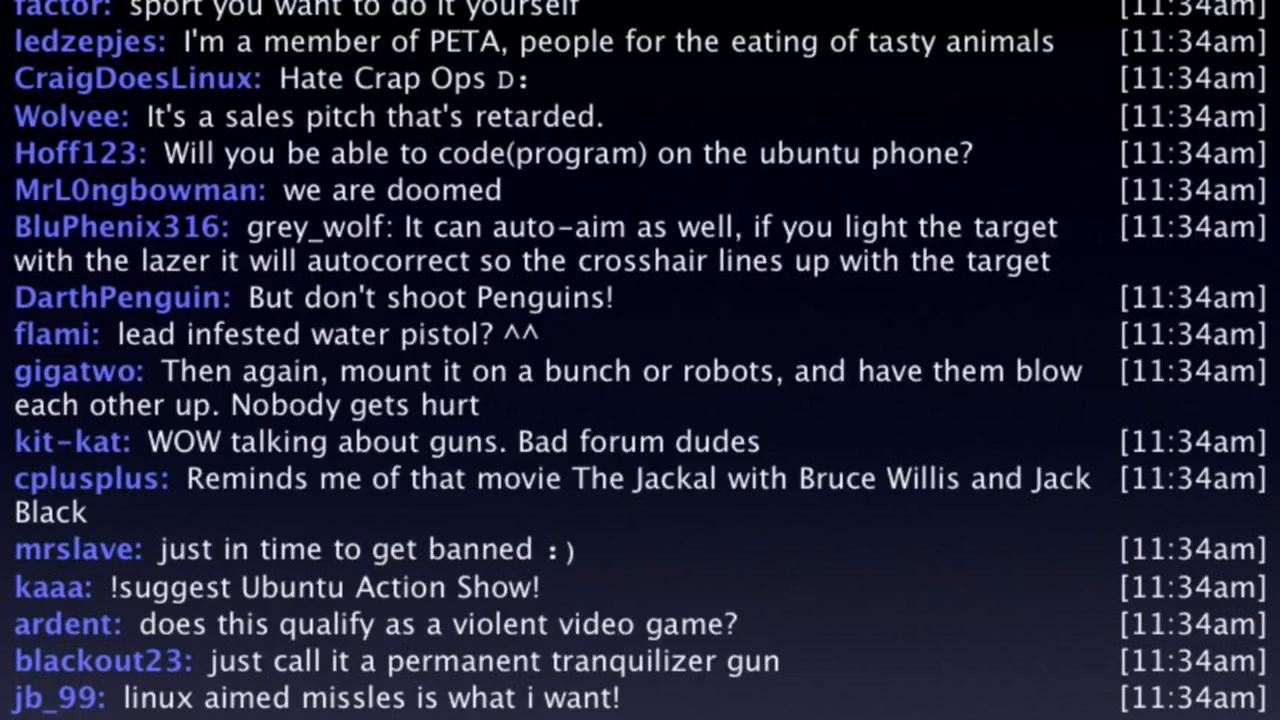 factor: sport you want to do it yourself [11:34am]
ledzepjes: I'm a member of PETA, people for the eating of tasty animals [11:34am]
CraigDoesLinux: Hate Crap Ops D: [11:34am]
Wolvee: It's a sales pitch that's retarded. [11:34am]
Hoff123: Will you be able to code(program) on the ubuntu phone? [11:34am]
MrL0ngbowman: we are doomed [11:34am]
BluPhenix316: grey_wolf: It can auto-aim as well, if you light the target [11:34am]
with the lazer it will autocorrect so the crosshair lines up with the target
DarthPenguin: But don't shoot Penguins! [11:34am]
flami: lead infested water pistol? ^^ [11:34am]
gigatwo: Then again, mount it on a bunch or robots, and have them blow [11:34am]
each other up. Nobody gets hurt
kit-kat: WOW talking about guns. Bad forum dudes [11:34am]
cplusplus: Reminds me of that movie The Jackal with Bruce Willis and Jack [11:34am]
Black
mrslave: just in time to get banned :) [11:34am]
kaaa: !suggest Ubuntu Action Show! [11:34am]
ardent: does this qualify as a violent video game? [11:34am]
blackout23: just call it a permanent tranquilizer gun [11:34am]
jb_99: linux aimed missles is what i want! [11:34am]